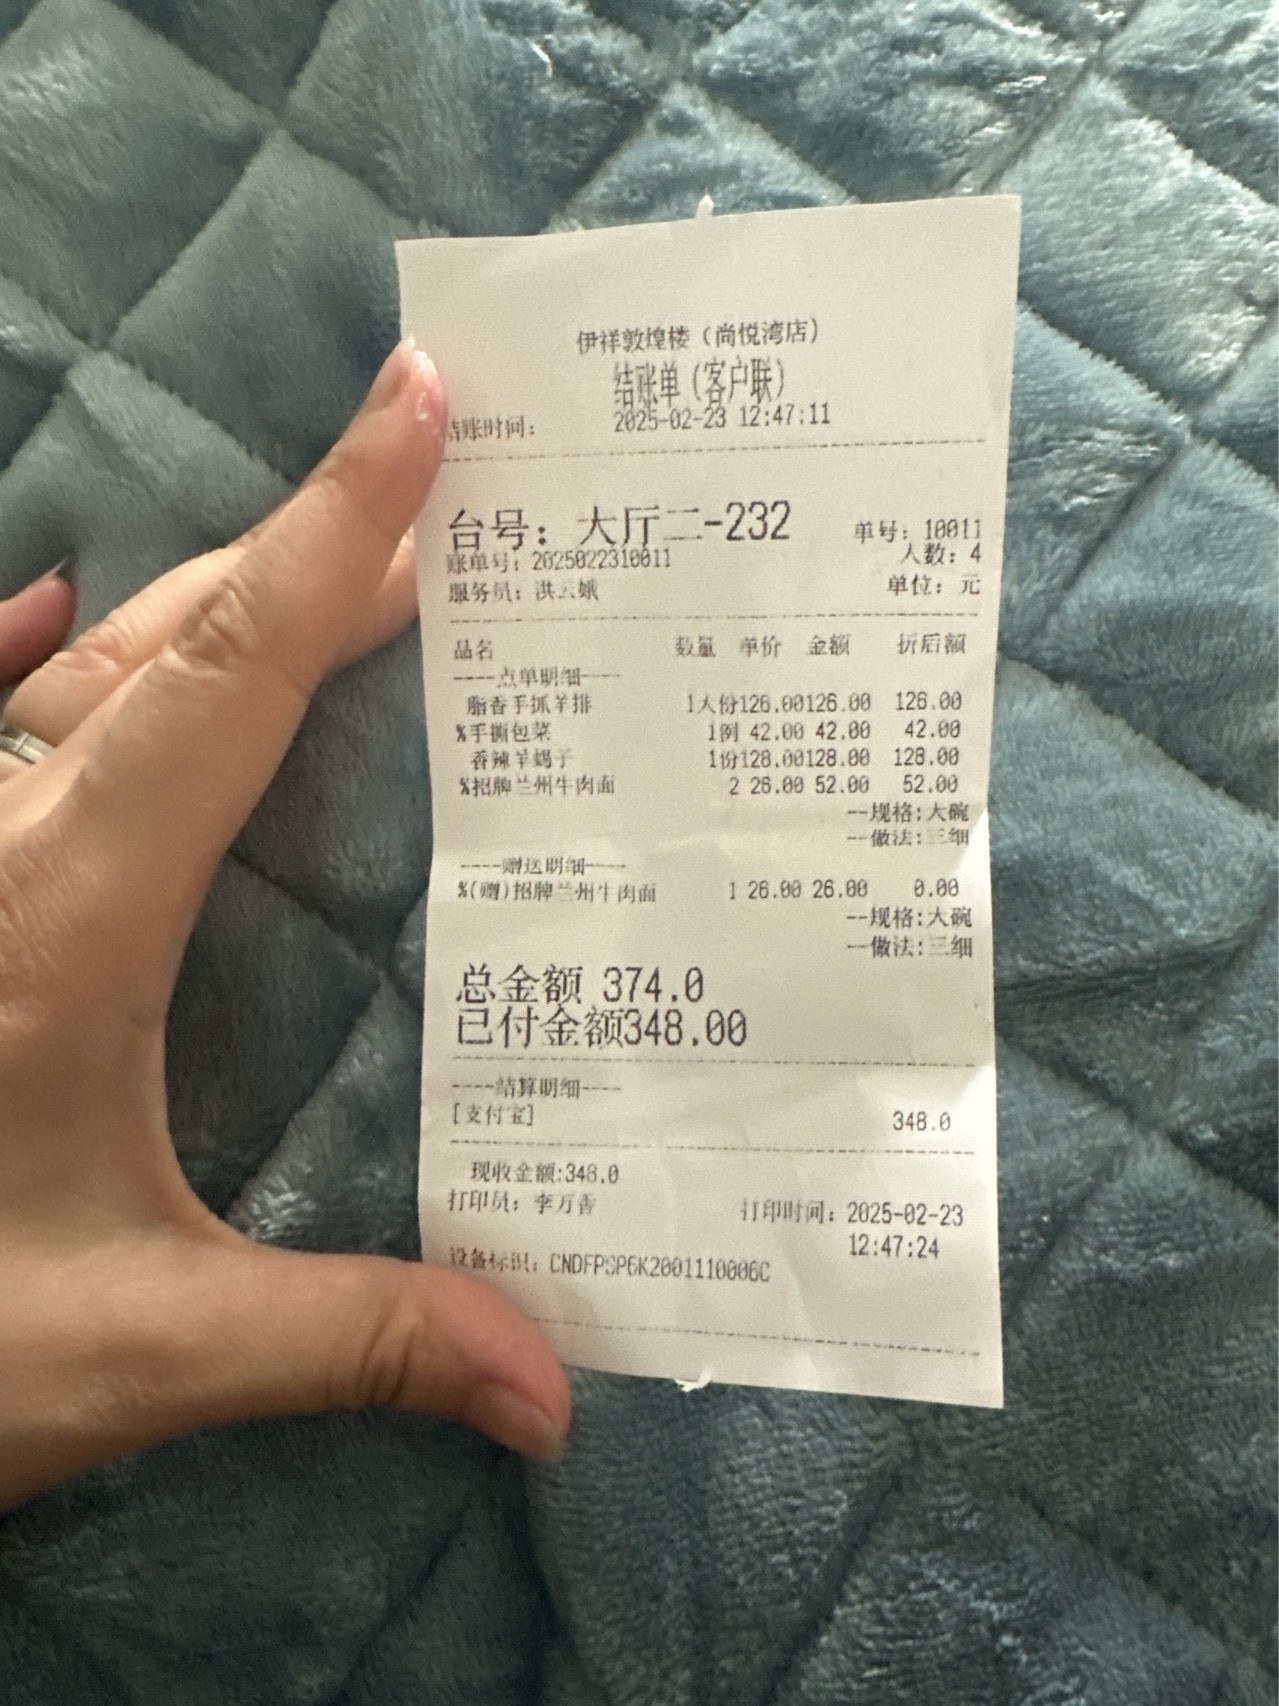 伊祥敦煌楼（尚悦湾店）
结账单（客户联）
结账时间： 2025-02-23 12:47:11
台号：大厅二-232 单号：10011
账单号：2025022310011 人数：4
服务员：洪云娥 单位：元
品名 数量 单价 金额 折后额
----点单明细----
脂香手抓羊排 1大份126.00126.00 126.00
%手撕包菜 1例 42.00 42.00 42.00
香辣羊蝎子 1份128.00128.00 128.00
%招牌兰州牛肉面 2 26.00 52.00 52.00
--规格:大碗
--做法:三细
----赠送明细----
%(赠)招牌兰州牛肉面 1 26.00 26.00 0.00
--规格:大碗
--做法:三细
总金额 374.0
已付金额348.00
----结算明细----
[支付宝] 348.0
现收金额:348.0
打印员：李万香 打印时间：2025-02-23
12:47:24
设备标识：CNDFPSP6K2001110006C